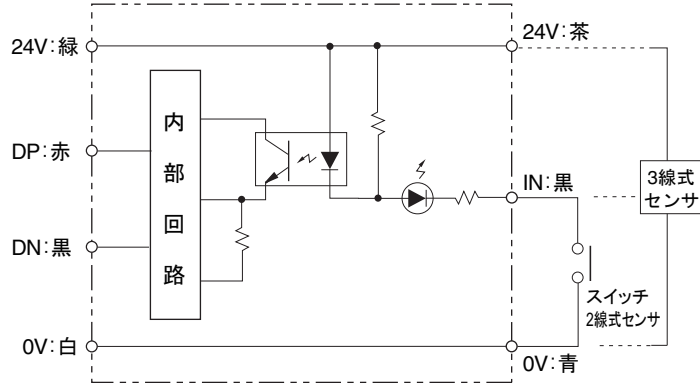 24V:緑
24V:茶
内部回路
DP:赤
3線式
センサ
IN:黒
DN:黒
スイッチ
2線式センサ
0V:白
0V:青